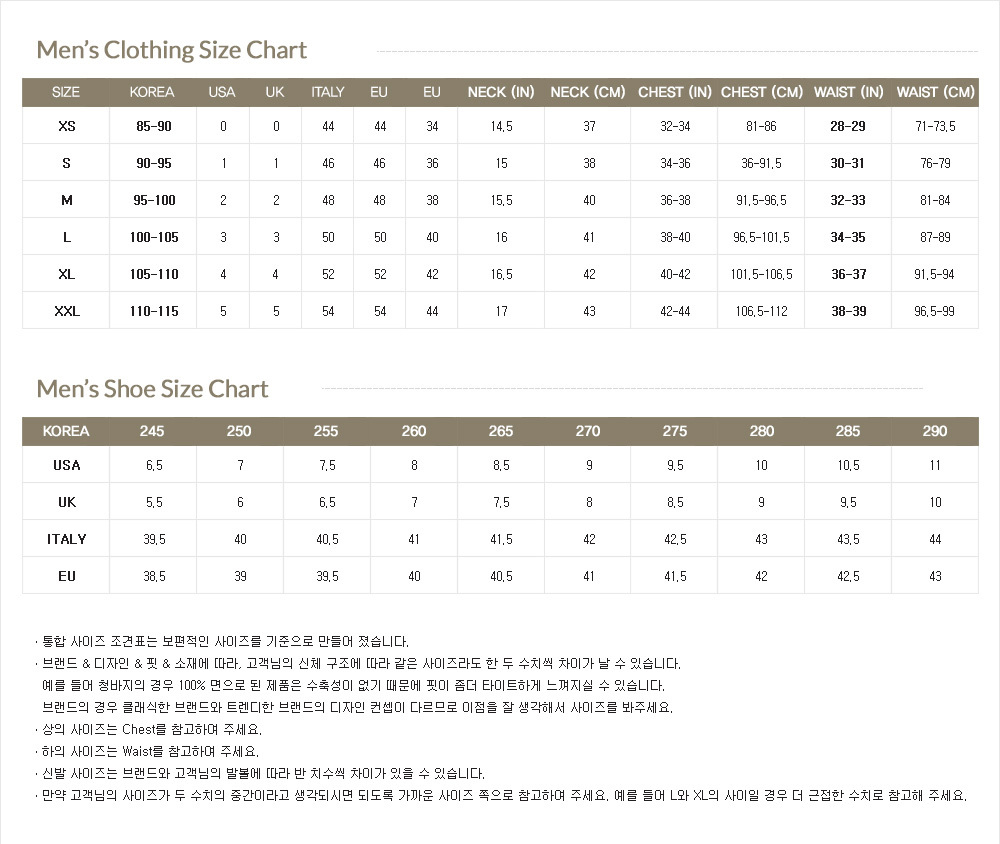 Men's Clothing Size Chart
SIZE KOREA USA UK ITALY EU EU NECK (IN) NECK (CM) CHEST (IN) CHEST (CM) WAIST (IN) WAIST (CM)
XS 85-90 0 0 44 44 34 14.5 37 32-34 81-86 28-29 71-73.5
S 90-95 1 1 46 46 36 15 38 34-36 36-91.5 30-31 76-79
M 95-100 2 2 48 48 38 15.5 40 36-38 91.5-96.5 32-33 81-84
L 100-105 3 3 50 50 40 16 41 38-40 96.5-101.5 34-35 87-89
XL 105-110 4 4 52 52 42 16.5 42 40-42 101.5-106.5 36-37 91.5-94
XXL 110-115 5 5 54 54 44 17 43 42-44 106.5-112 38-39 96.5-99
Men's Shoe Size Chart
KOREA 245 250 255 260 265 270 275 280 285 290
USA 6.5 7 7.5 8 8.5 9 9.5 10 10.5 11
UK 5.5 6 6.5 7 7.5 8 8.5 9 9.5 10
ITALY 39.5 40 40.5 41 41.5 42 42.5 43 43.5 44
EU 38.5 39 39.5 40 40.5 41 41.5 42 42.5 43
· 통합 사이즈 조견표는 보편적인 사이즈를 기준으로 만들어 졌습니다.
· 브랜드 & 디자인 & 핏 & 소재에 따라, 고객님의 신체 구조에 따라 같은 사이즈라도 한 두 수치씩 차이가 날 수 있습니다.
예를 들어 청바지의 경우 100% 면으로 된 제품은 수축성이 없기 때문에 핏이 좀더 타이트하게 느껴지실 수 있습니다.
브랜드의 경우 클래식한 브랜드와 트렌디한 브랜드의 디자인 컨셉이 다르므로 이점을 잘 생각해서 사이즈를 봐주세요.
· 상의 사이즈는 Chest를 참고하여 주세요.
· 하의 사이즈는 Waist를 참고하여 주세요.
· 신발 사이즈는 브랜드와 고객님의 발볼에 따라 반 치수씩 차이가 있을 수 있습니다.
· 만약 고객님의 사이즈가 두 수치의 중간이라고 생각되시면 되도록 가까운 사이즈 쪽으로 참고하여 주세요. 예를 들어 L와 XL의 사이일 경우 더 근접한 수치로 참고해 주세요.